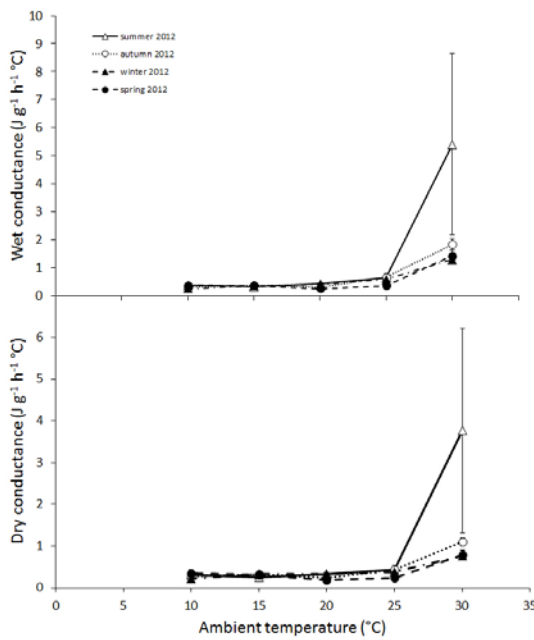 Wet conductance (J g⁻¹ h⁻¹ °C)
10
9
8
7
6
5
4
3
2
1
0
summer 2012
autumn 2012
winter 2012
spring 2012
Dry conductance (J g⁻¹ h⁻¹ °C)
6
5
4
3
2
1
0
0 5 10 15 20 25 30 35
Ambient temperature (°C)